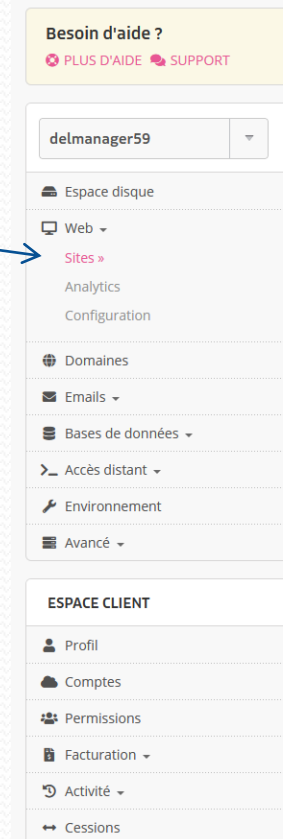 Besoin d'aide ?
PLUS D'AIDE SUPPORT
delmanager59
Espace disque
Web
Sites »
Analytics
Configuration
Domaines
Emails
Bases de données
Accès distant
Environnement
Avancé
ESPACE CLIENT
Profil
Comptes
Permissions
Facturation
Activité
Cessions